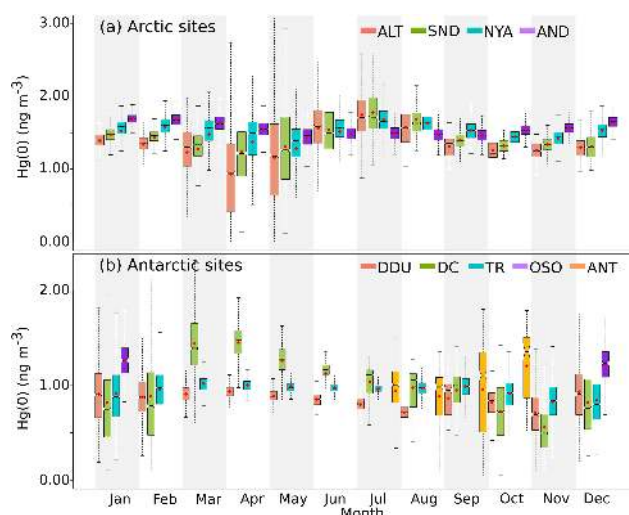 (a) Arctic sites
ALT SND NYA AND
Hg(0) (ng m⁻³)
3.00
2.00
1.00
0.00
(b) Antarctic sites
DDU DC TR OSO ANT
Hg(0) (ng m⁻³)
2.00
1.00
0.00
Jan Feb Mar Apr May Jun Jul Aug Sep Oct Nov Dec
Month